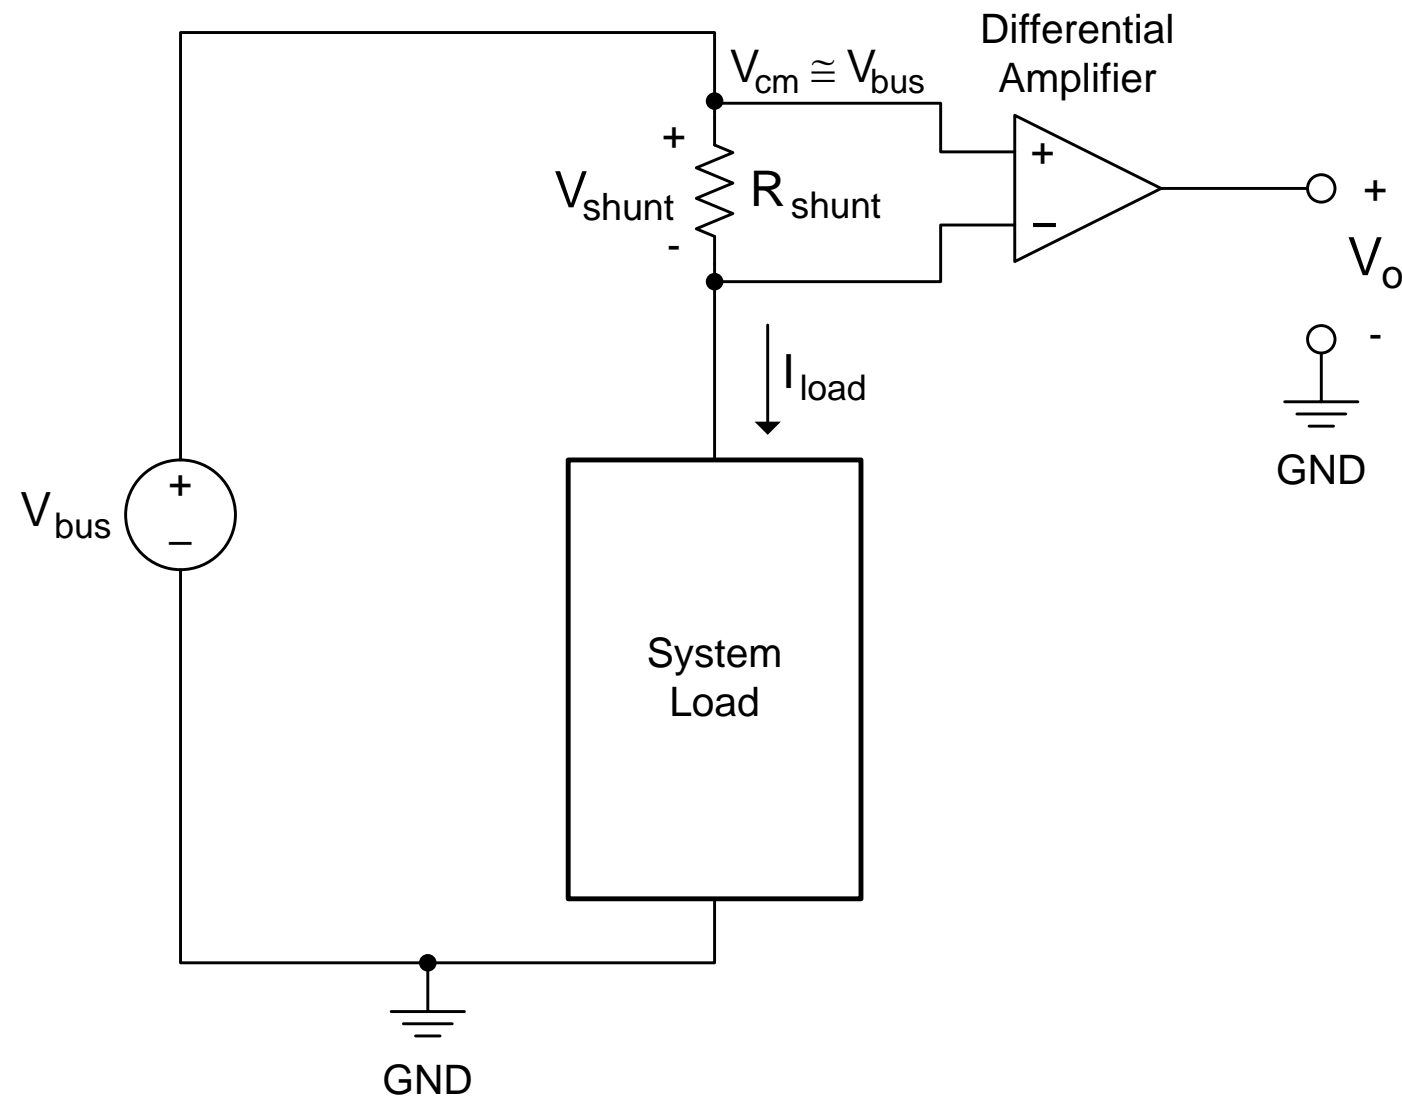 Differential
Amplifier
Vcm ≅ Vbus
+
Vshunt
-
Rshunt
+
−
+
Vo
-
GND
Iload
Vbus
+
−
System
Load
GND